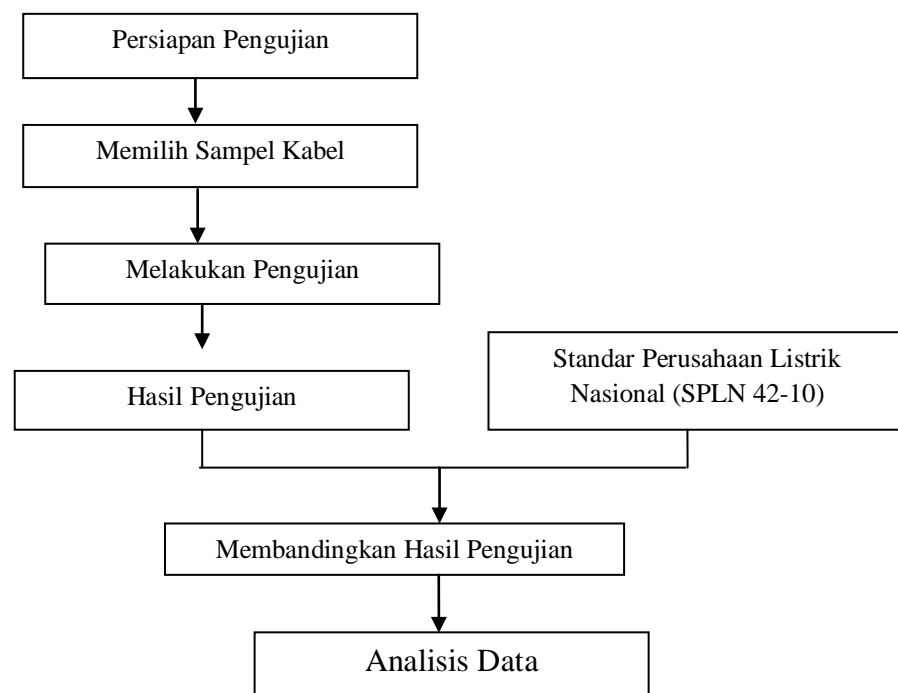 Persiapan Pengujian
Memilih Sampel Kabel
Melakukan Pengujian
Hasil Pengujian
Standar Perusahaan Listrik
Nasional (SPLN 42-10)
Membandingkan Hasil Pengujian
Analisis Data